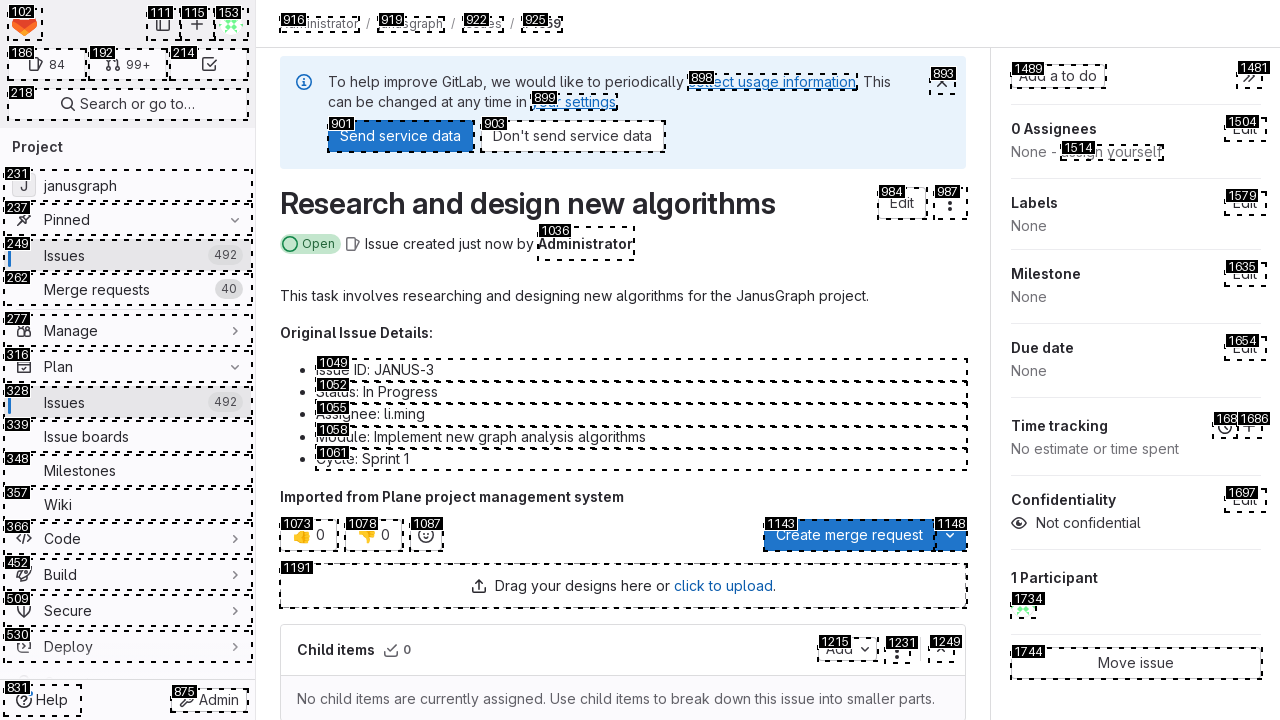 102
111
115
153
186
84
192
99+
214
218
Search or go to…
Project
231
J
janusgraph
237
Pinned
249
Issues
492
262
Merge requests
40
277
Manage
316
Plan
328
Issues
492
339
Issue boards
348
Milestones
357
Wiki
366
Code
452
Build
509
Secure
530
Deploy
831
Help
875
Admin
916
/
919
/
922
/
925
To help improve GitLab, we would like to periodically 898 collect usage information. This
can be changed at any time in 899 your settings.
893
901
Send service data
903
Don't send service data
Research and design new algorithms
984
Edit
987
Open
Issue created just now by
1036
Administrator
This task involves researching and designing new algorithms for the JanusGraph project.
Original Issue Details:
1049
Issue ID: JANUS-3
1052
Status: In Progress
1055
Assignee: li.ming
1058
Module: Implement new graph analysis algorithms
1061
Cycle: Sprint 1
Imported from Plane project management system
1073
0
1078
0
1087
1143
Create merge request
1148
1191
Drag your designs here or click to upload.
Child items
0
1215
Add
1231
1249
No child items are currently assigned. Use child items to break down this issue into smaller parts.
1489
Add a to do
1481
0 Assignees
1504
Edit
None -
1514
assign yourself
Labels
1579
Edit
None
Milestone
1635
Edit
None
Due date
1654
Edit
None
Time tracking
168
1686
No estimate or time spent
Confidentiality
1697
Edit
Not confidential
1 Participant
1734
1744
Move issue